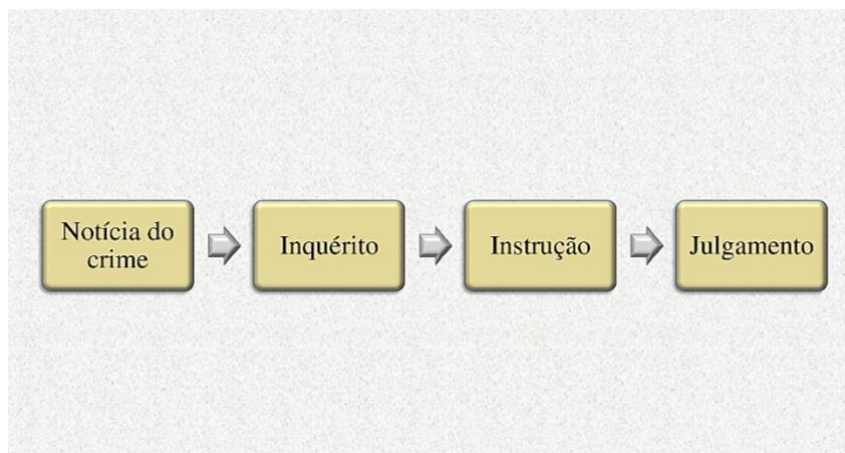 Notícia do
crime
Inquérito
Instrução
Julgamento